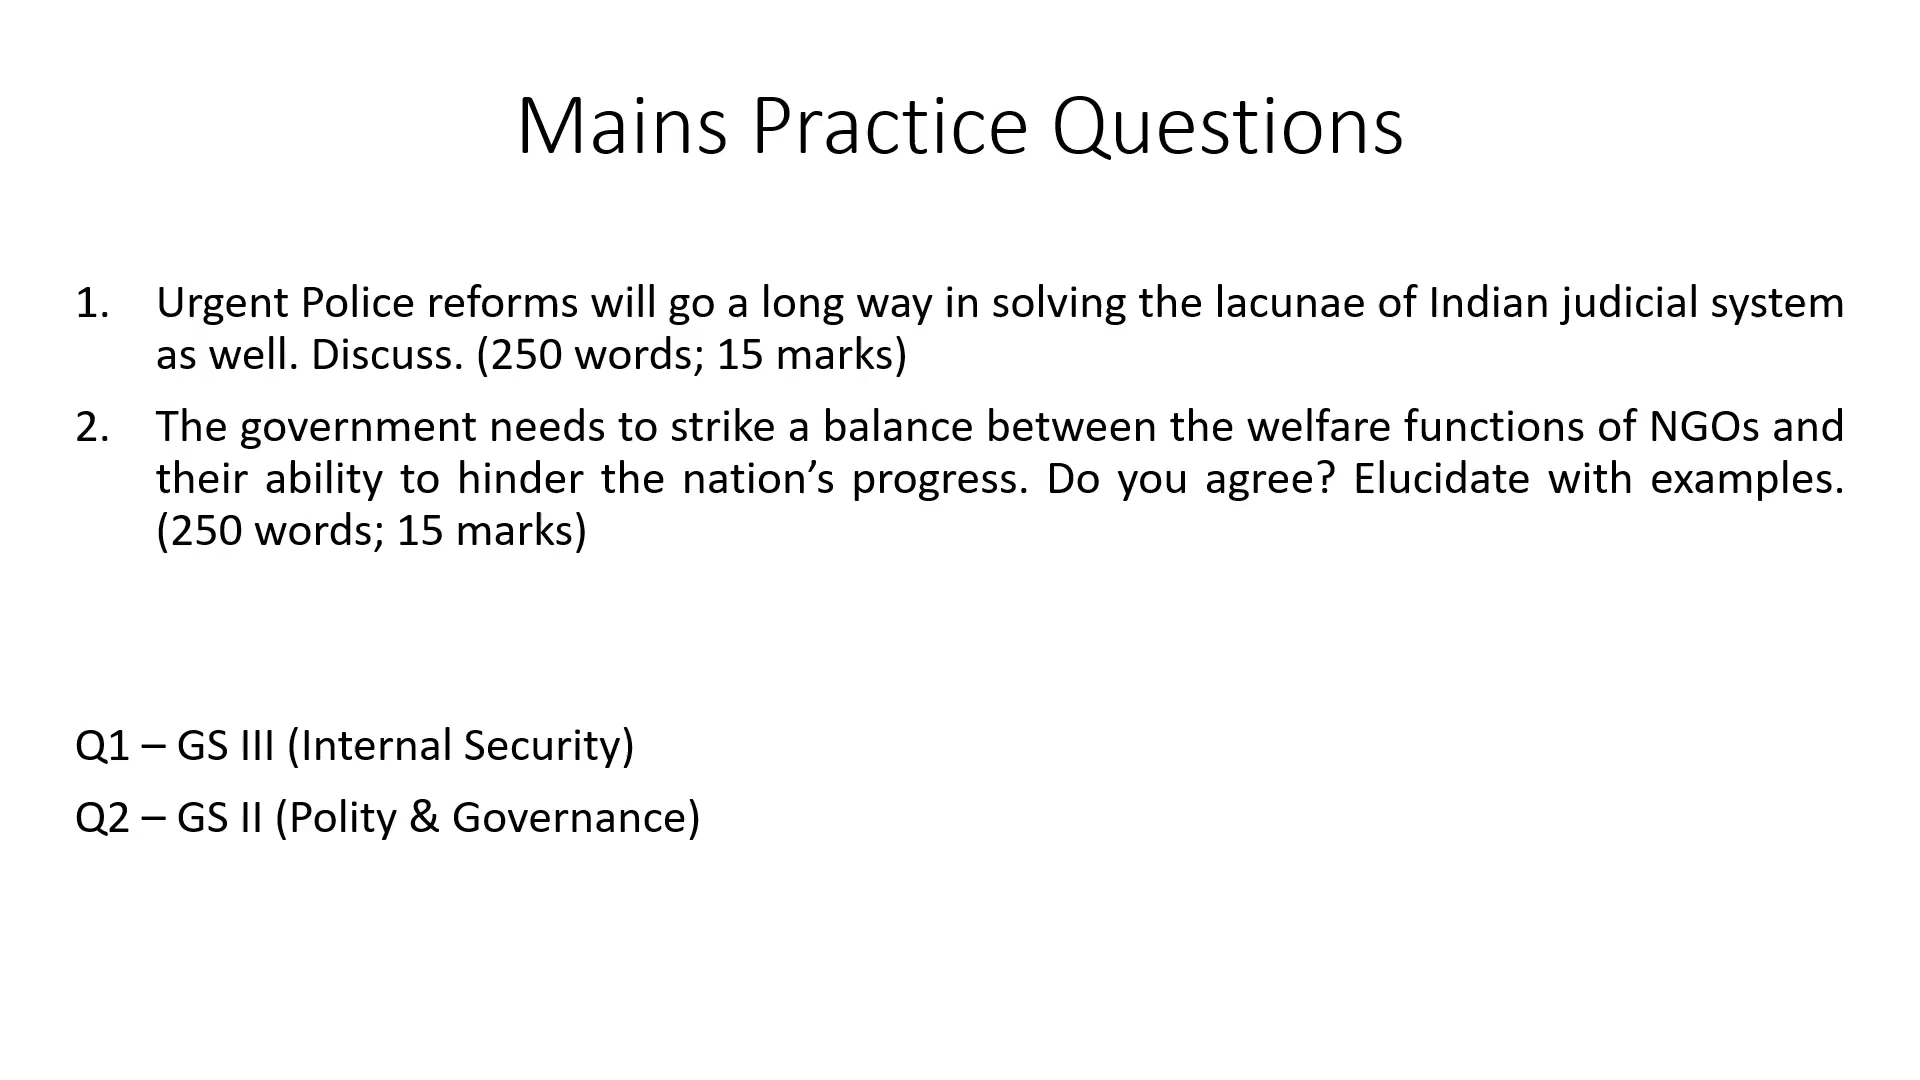 Mains Practice Questions
1. Urgent Police reforms will go a long way in solving the lacunae of Indian judicial system
as well. Discuss. (250 words; 15 marks)
2. The government needs to strike a balance between the welfare functions of NGOs and
their ability to hinder the nation’s progress. Do you agree? Elucidate with examples.
(250 words; 15 marks)
Q1 – GS III (Internal Security)
Q2 – GS II (Polity & Governance)